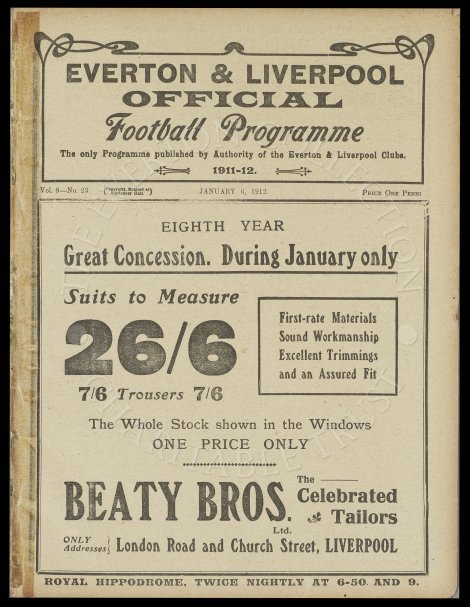 EVERTON & LIVERPOOL
OFFICIAL
Football Programme
The only Programme published by Authority of the Everton & Liverpool Clubs.
1911-12.
Vol. 8—No. 23
JANUARY 6, 1912.
PRICE ONE PENNY
EIGHTH YEAR
Great Concession. During January only
Suits to Measure
26/6
7/6 Trousers 7/6
First-rate Materials
Sound Workmanship
Excellent Trimmings
and an Assured Fit
The Whole Stock shown in the Windows
ONE PRICE ONLY
BEATY BROS. Ltd.
The
Celebrated
Tailors
ONLY
Addresses
London Road and Church Street, LIVERPOOL
ROYAL HIPPODROME, TWICE NIGHTLY AT 6-50 AND 9.